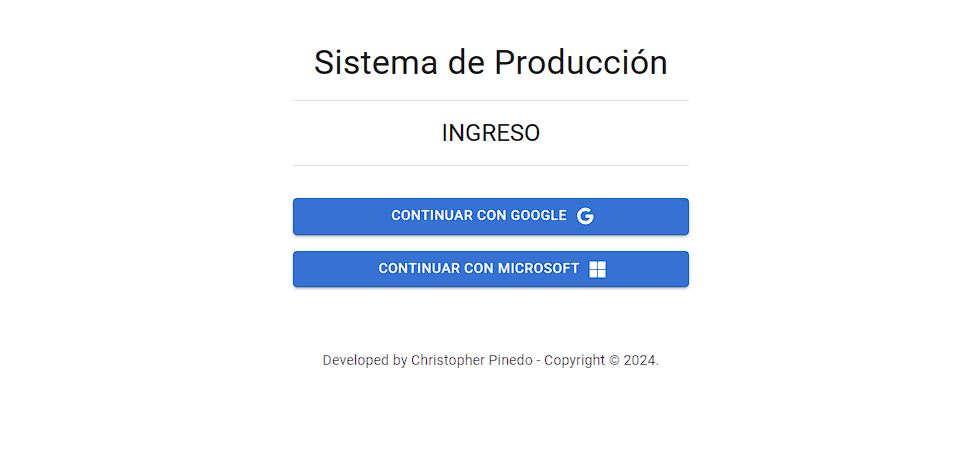 Sistema de Producción
INGRESO
CONTINUAR CON GOOGLE
CONTINUAR CON MICROSOFT
Developed by Christopher Pinedo - Copyright © 2024.